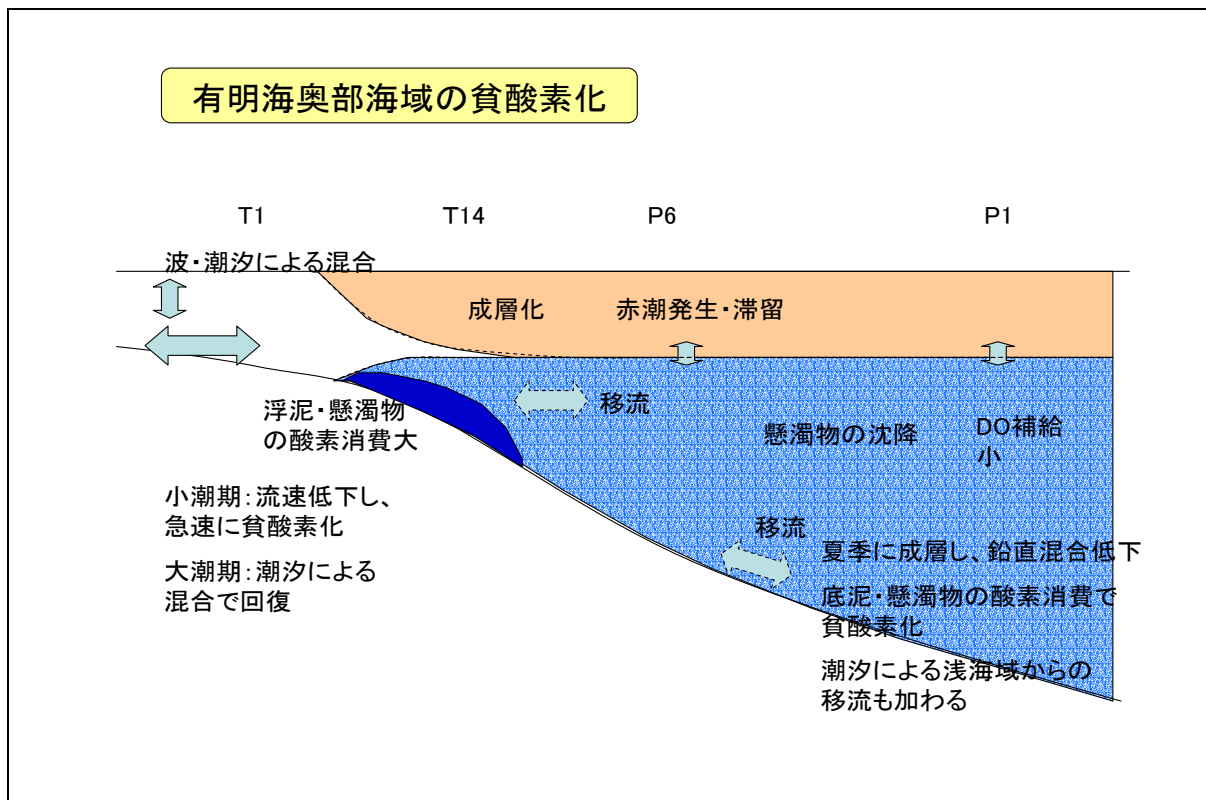 有明海奥部海域の貧酸素化
T1
T14
P6
P1
波・潮汐による混合
成層化
赤潮発生・滞留
移流
浮泥・懸濁物
の酸素消費大
懸濁物の沈降
DO補給
小
小潮期：流速低下し、
急速に貧酸素化
大潮期：潮汐による
混合で回復
移流
夏季に成層し、鉛直混合低下
底泥・懸濁物の酸素消費で
貧酸素化
潮汐による浅海域からの
移流も加わる